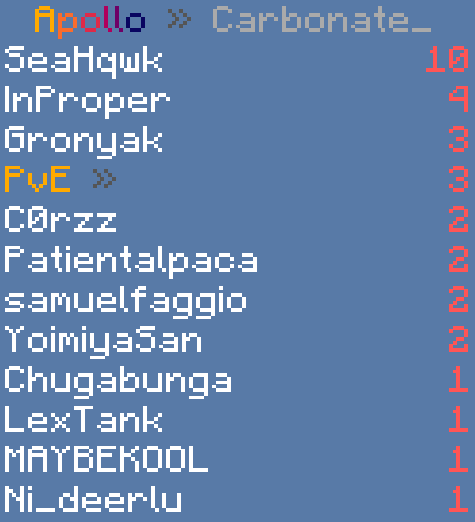 Apollo » Carbonate_
SeaHqwk 10
InProper 4
Gronyak 3
PvE » 3
C0rzz 2
Patientalpaca 2
samuelfaggio 2
YoimiyaSan 2
Chugabunga 1
LexTank 1
MAYBEKOOL 1
Ni_deerlu 1